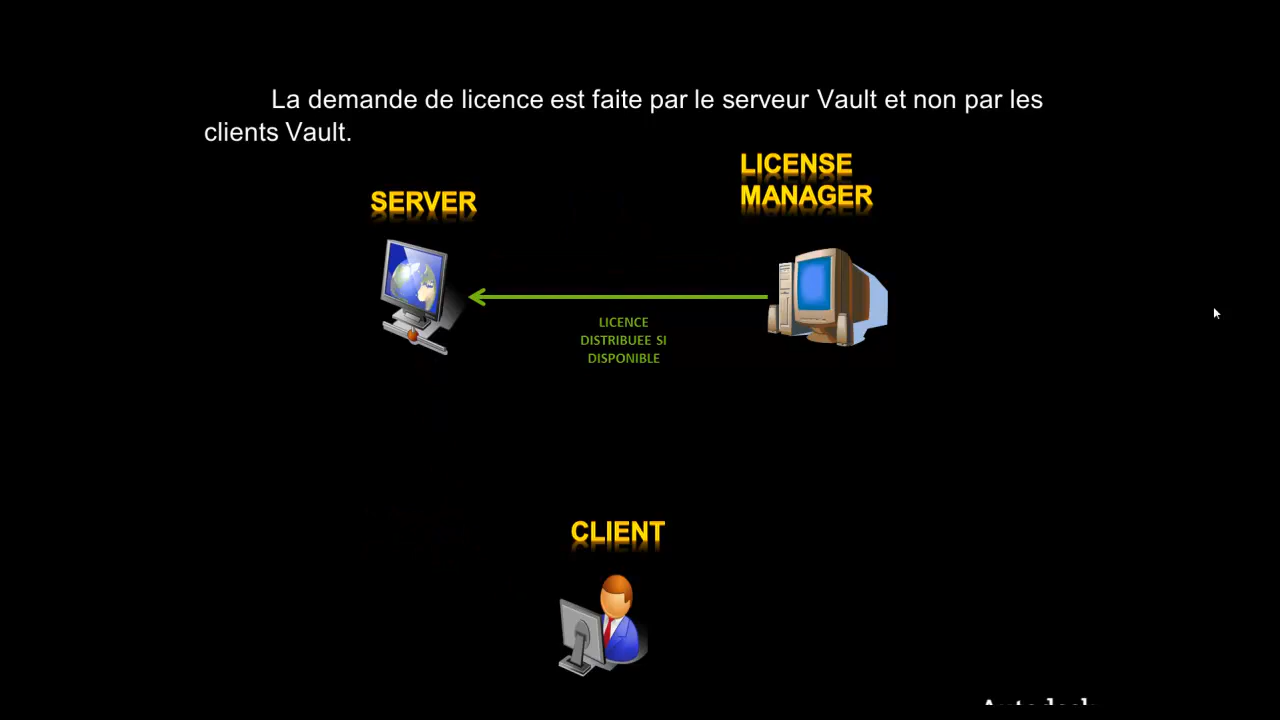 La demande de licence est faite par le serveur Vault et non par les
clients Vault.
LICENSE
MANAGER
SERVER
LICENCE
DISTRIBUEE SI
DISPONIBLE
CLIENT